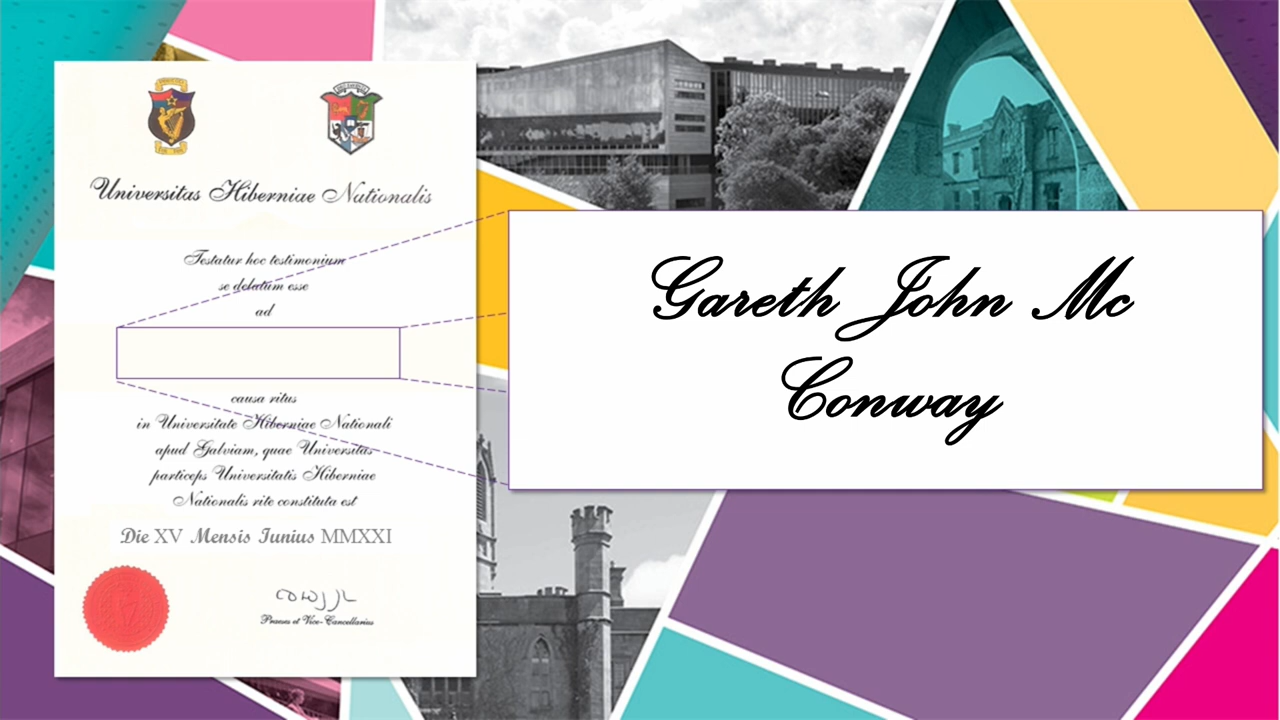 Universitas Hiberniae Nationalis
Testatur hoc testimonium
se delatum esse
ad
Gareth John Mc
Conway
causa ritus
in Universitate Hiberniae Nationali
apud Galviam, quae Universitas
particeps Universitatis Hiberniae
Nationalis rite constituta est
Die XV Mensis Iunius MMXXI
Praeses et Vice-Cancellarius